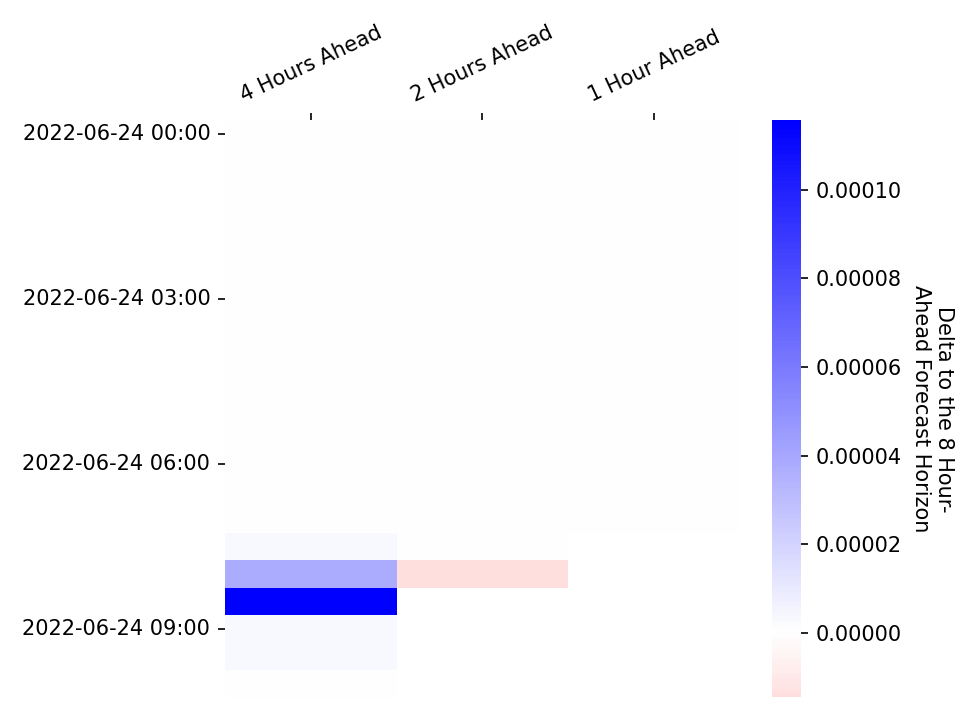 4 Hours Ahead
2 Hours Ahead
1 Hour Ahead
2022-06-24 00:00
2022-06-24 03:00
2022-06-24 06:00
2022-06-24 09:00
0.00010
0.00008
0.00006
0.00004
0.00002
0.00000
Delta to the 8 Hour-
Ahead Forecast Horizon